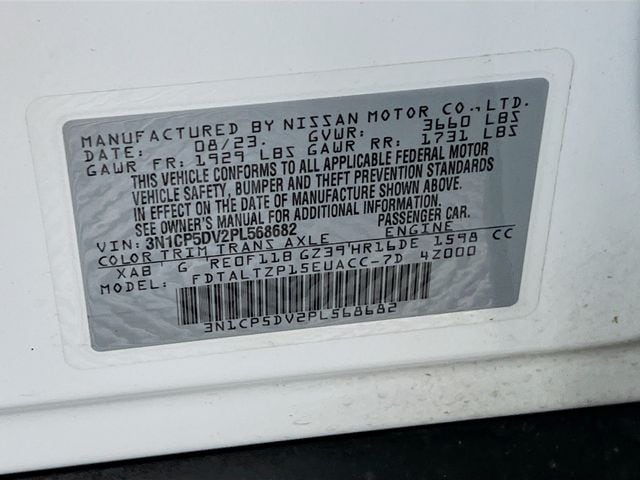 MANUFACTURED BY NISSAN MOTOR CO., LTD.
DATE: 08/23. GVWR: 3660 LBS
GAWR FR: 1929 LBS GAWR RR: 1731 LBS
THIS VEHICLE CONFORMS TO ALL APPLICABLE FEDERAL MOTOR
VEHICLE SAFETY, BUMPER AND THEFT PREVENTION STANDARDS
IN EFFECT ON THE DATE OF MANUFACTURE SHOWN ABOVE.
SEE OWNER'S MANUAL FOR ADDITIONAL INFORMATION.
VIN: 3N1CP5DV2PL568682 PASSENGER CAR.
COLOR TRIM TRANS AXLE ENGINE
XAB G RE0F11B GZ39 HR16DE 1598 CC
MODEL: FDTALTZP15EUACC-7D 4Z000
3N1CP5DV2PL568682